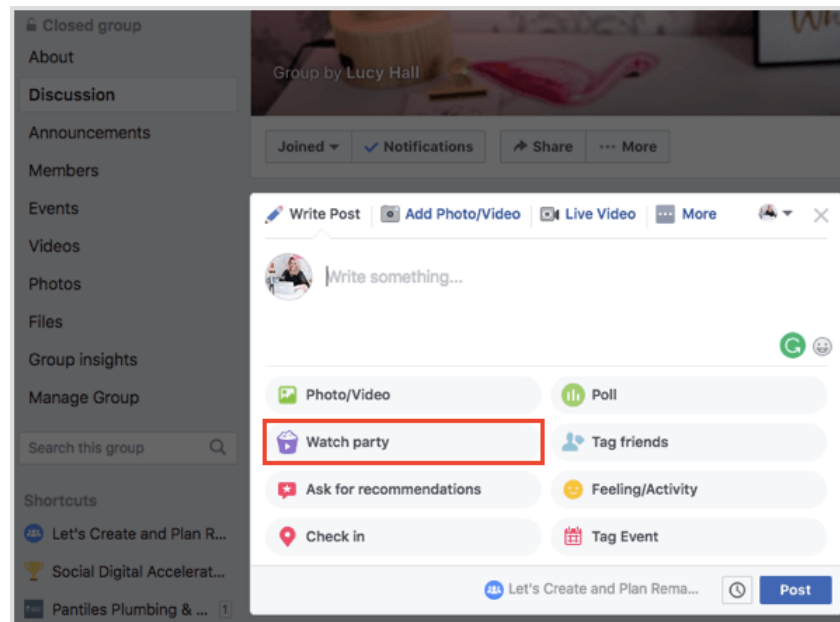 Closed group
About
Discussion
Announcements
Members
Events
Videos
Photos
Files
Group insights
Manage Group
Search this group
Shortcuts
Let's Create and Plan R...
Social Digital Accelerat...
Pantiles Plumbing & ... 1
Group by Lucy Hall
Joined Notifications Share ... More
Write Post Add Photo/Video Live Video More
Write something...
Photo/Video Poll
Watch party Tag friends
Ask for recommendations Feeling/Activity
Check in Tag Event
Let's Create and Plan Rema... Post